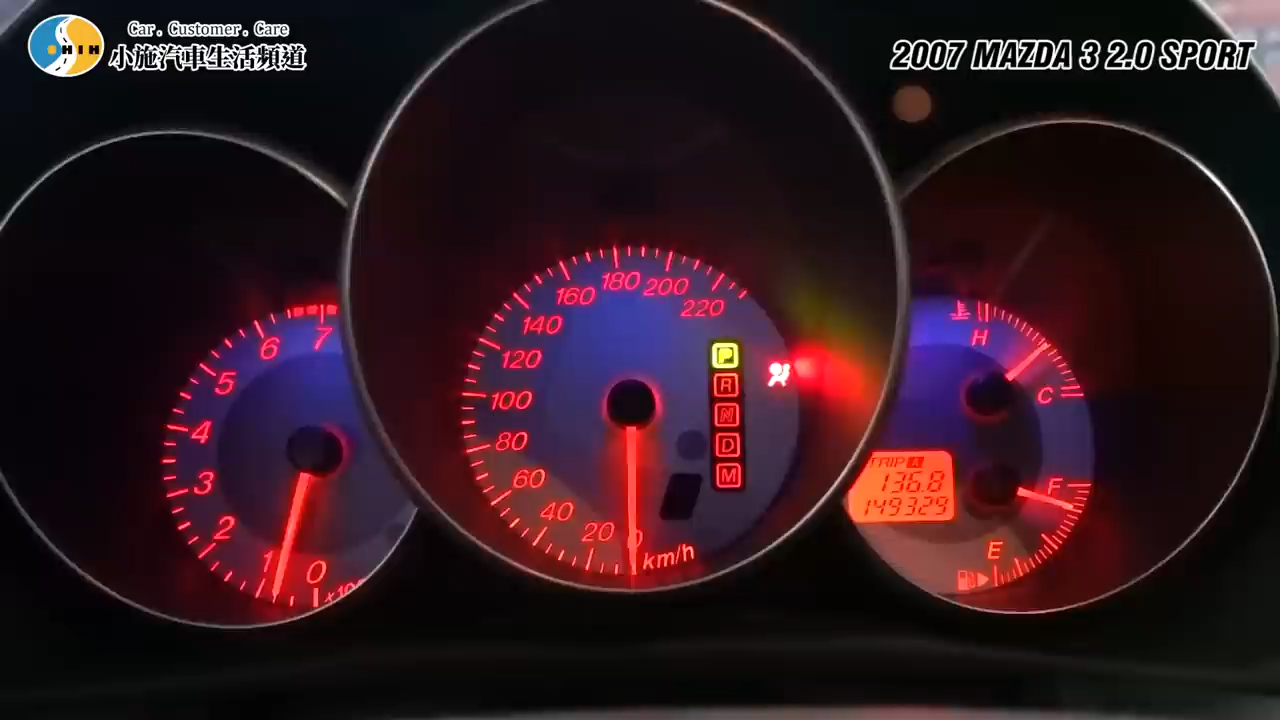 Car. Customer. Care
HIH
小施汽車生活頻道
2007 MAZDA 3 2.0 SPORT
0
1
2
3
4
5
6
7
0
20
40
60
80
100
120
140
160
180
200
220
km/h
P
R
N
D
M
H
C
TRIP A
136.8
149329
F
E